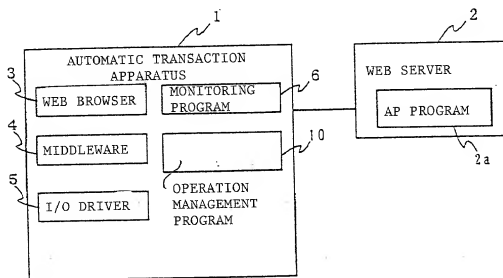 1
AUTOMATIC TRANSACTION
APPARATUS
3
WEB BROWSER
MONITORING
PROGRAM
6
4
MIDDLEWARE
10
5
I/O DRIVER
OPERATION
MANAGEMENT
PROGRAM
2
WEB SERVER
AP PROGRAM
2a